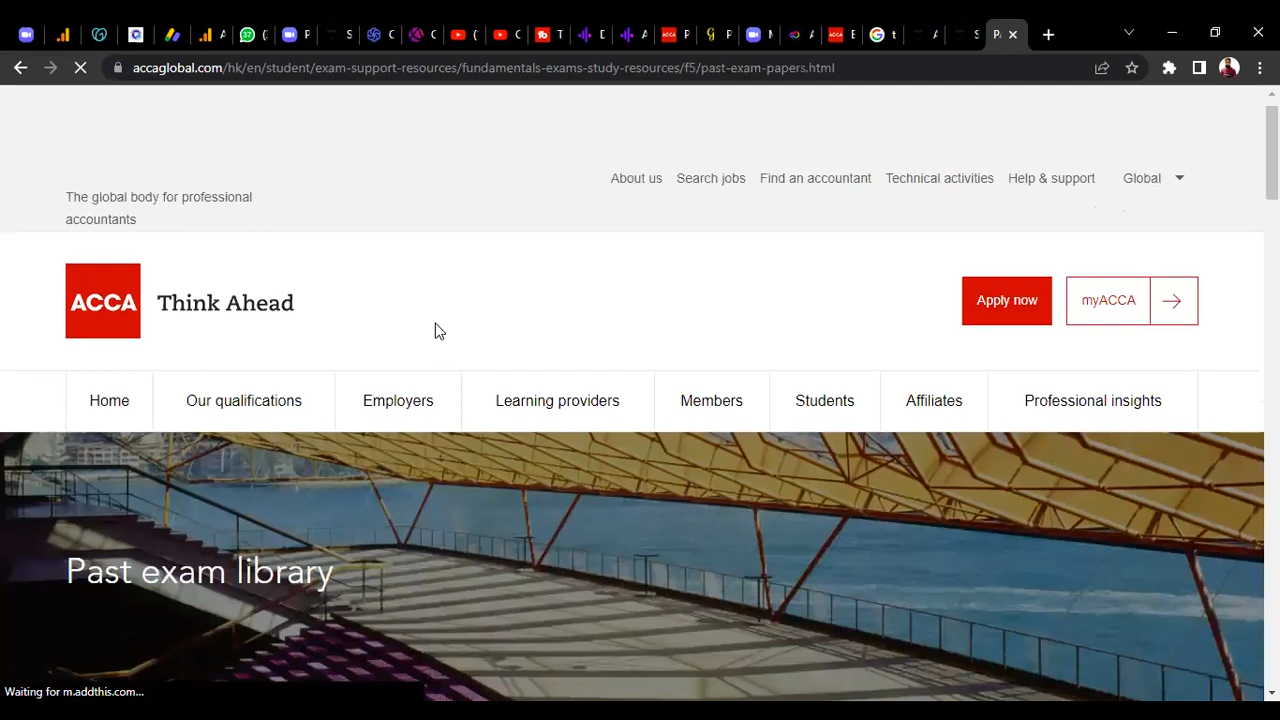 37
accaglobal.com/hk/en/student/exam-support-resources/fundamentals-exams-study-resources/f5/past-exam-papers.html
About us Search jobs Find an accountant Technical activities Help & support Global
The global body for professional
accountants
ACCA Think Ahead
Apply now myACCA
Home Our qualifications Employers Learning providers Members Students Affiliates Professional insights
Past exam library
Waiting for m.addthis.com...